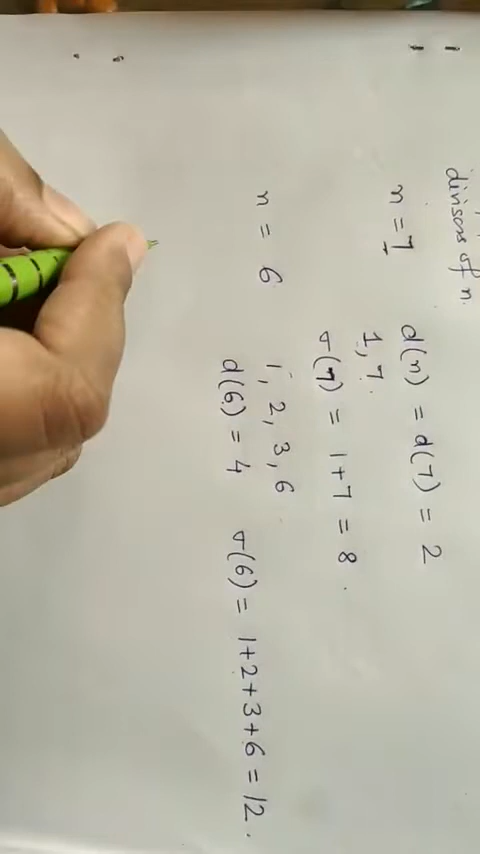 divisors of n.
n = 7 d(n) = d(7) = 2
1, 7.
σ(7) = 1+7 = 8.
n = 6 1, 2, 3, 6
d(6) = 4 σ(6) = 1+2+3+6 = 12.